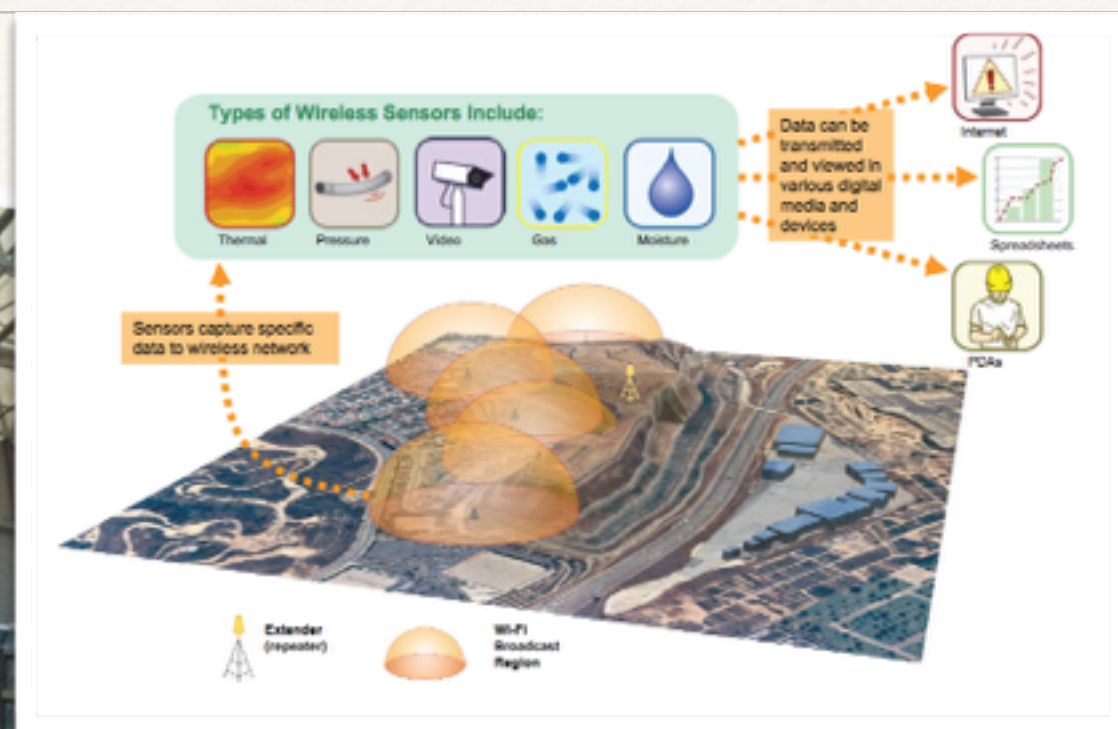 Types of Wireless Sensors Include:
Thermal
Pressure
Video
Gas
Moisture
Data can be
transmitted
and viewed in
various digital
media and
devices
Internet
Spreadsheets
PDAs
Sensors capture specific
data to wireless network
Extender
(repeater)
Wi-Fi
Broadcast
Region